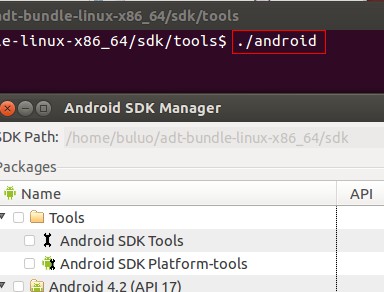 adt-bundle-linux-x86_64/sdk/tools
le-linux-x86_64/sdk/tools$ ./android
Android SDK Manager
SDK Path: /home/buluo/adt-bundle-linux-x86_64/sdk
Packages
Name API
Tools
Android SDK Tools
Android SDK Platform-tools
Android 4.2 (API 17)